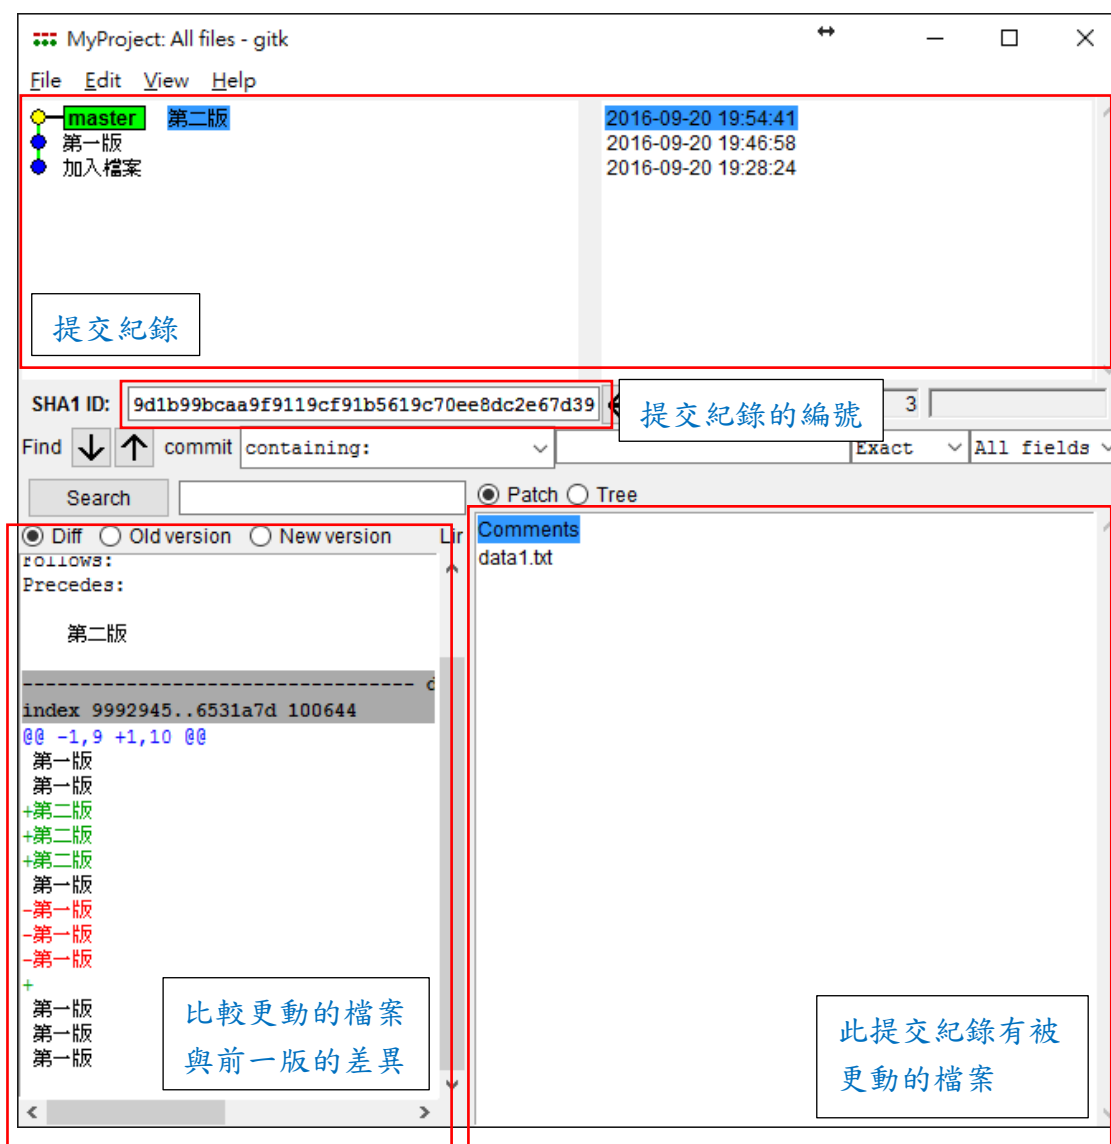 MyProject: All files - gitk
File Edit View Help
master 第二版 2016-09-20 19:54:41
第一版 2016-09-20 19:46:58
加入檔案 2016-09-20 19:28:24
提交紀錄
SHA1 ID: 9d1b99bcaa9f9119cf91b5619c70ee8dc2e67d39 提交紀錄的編號 3
Find commit containing: Exact All fields
Search Patch Tree
Diff Old version New version Lin
Comments
data1.txt
Follows:
Precedes:
第二版
---------------------------------- d
index 9992945..6531a7d 100644
@@ -1,9 +1,10 @@
第一版
第一版
+第二版
+第二版
+第二版
第一版
-第一版
-第一版
-第一版
+
第一版
第一版
第一版
比較更動的檔案
與前一版的差異
此提交紀錄有被
更動的檔案